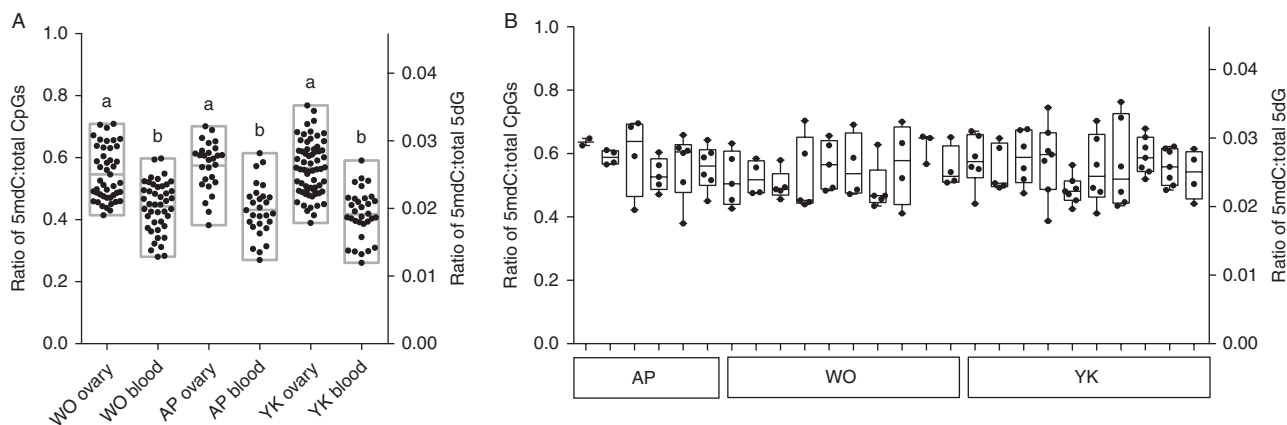 A
Ratio of 5mdC:total CpGs
1.0
0.8
0.6
0.4
0.2
0.0
a
b
a
b
a
b
WO ovary
WO blood
AP ovary
AP blood
YK ovary
YK blood
0.04
0.03
0.02
0.01
0.00
Ratio of 5mdC:total 5dG
B
Ratio of 5mdC:total CpGs
1.0
0.8
0.6
0.4
0.2
0.0
AP
WO
YK
0.04
0.03
0.02
0.01
0.00
Ratio of 5mdC:total 5dG